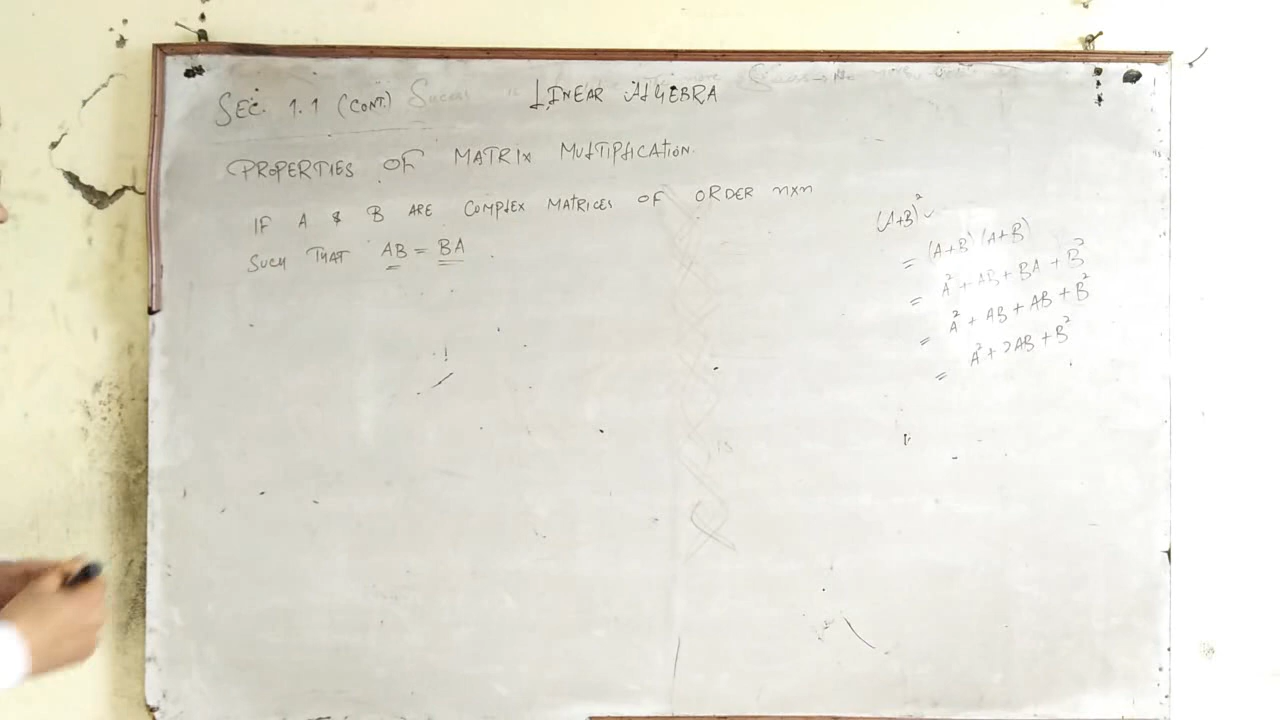 SEC. 1.1 (CONT.) LINEAR ALGEBRA
PROPERTIES OF MATRIX MULTIPLICATION
IF A & B ARE COMPLEX MATRICES OF ORDER n×n
SUCH THAT AB = BA .
(A+B)²
= (A+B) (A+B)
= A² + AB + BA + B²
= A² + AB + AB + B²
= A² + 2AB + B²